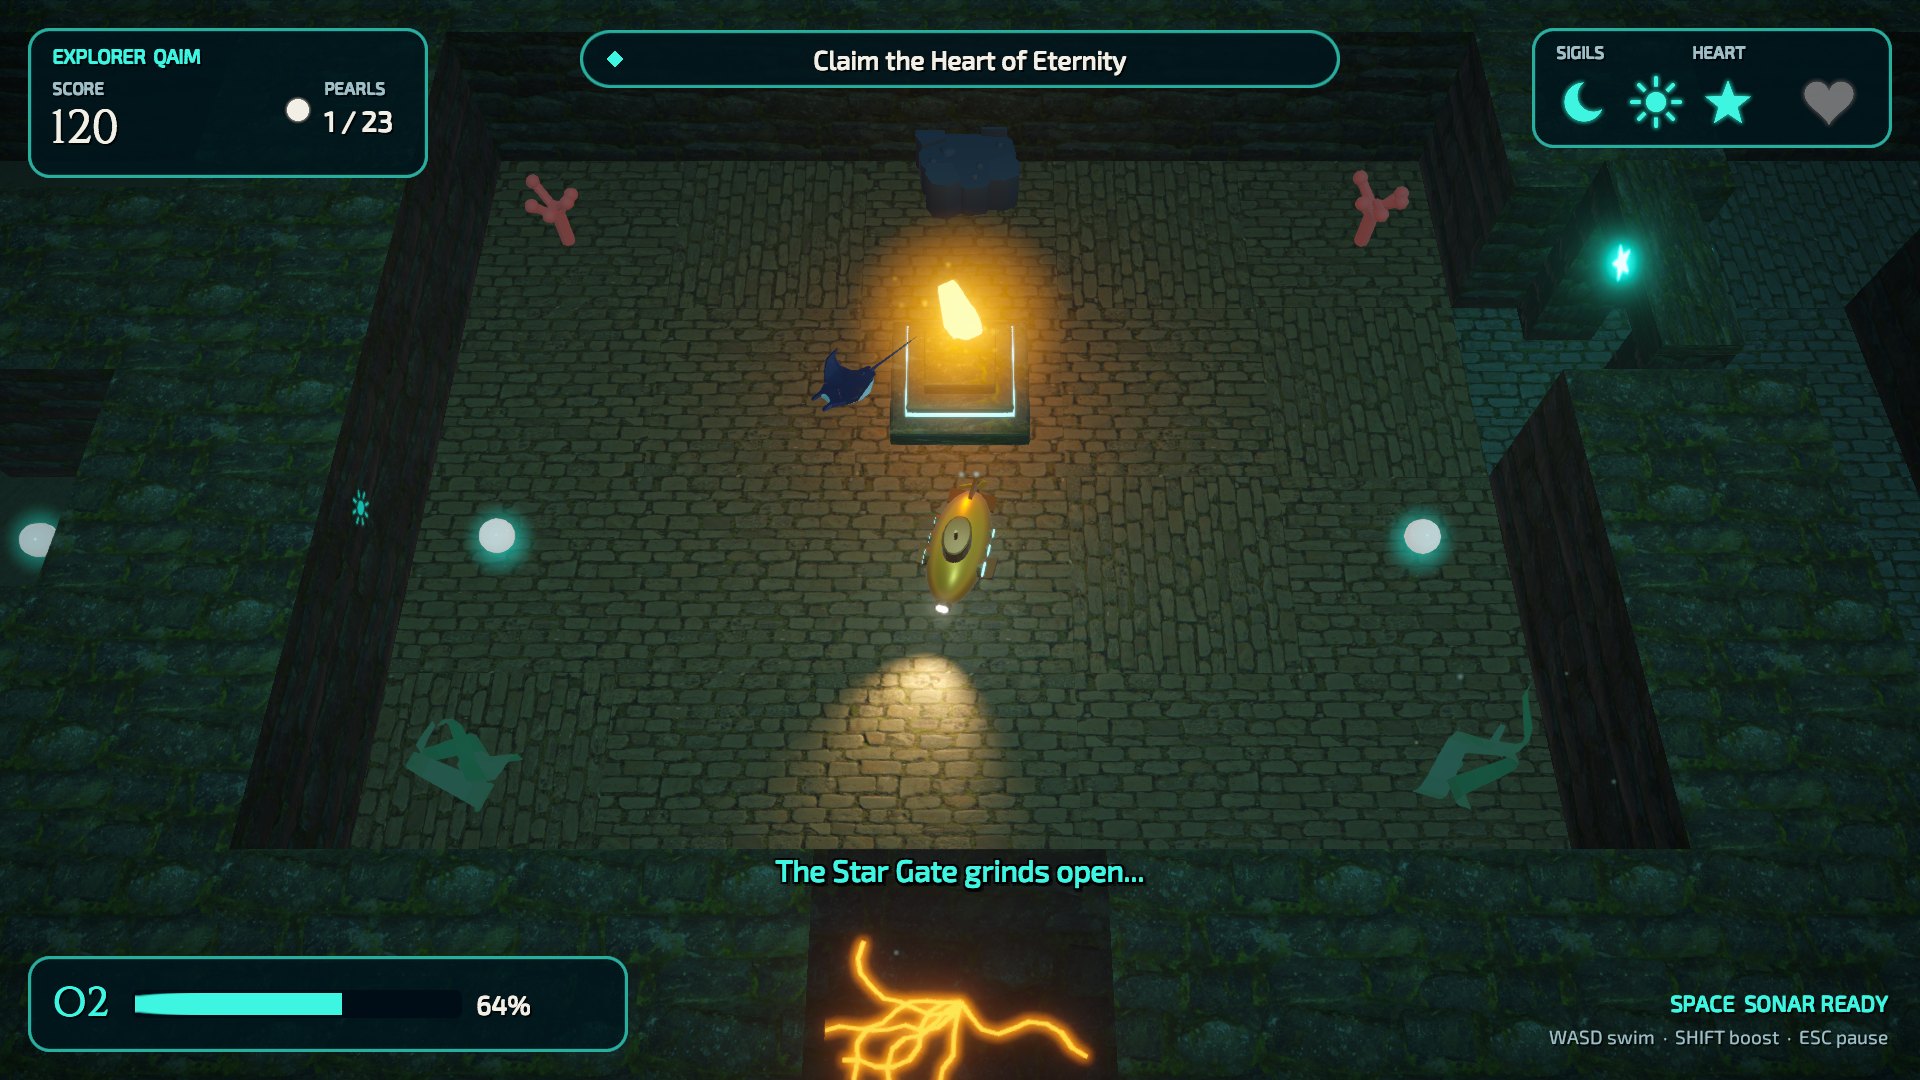 EXPLORER QAIM
SCORE
120
PEARLS
1 / 23
Claim the Heart of Eternity
SIGILS
HEART
The Star Gate grinds open...
O2
64%
SPACE SONAR READY
WASD swim · SHIFT boost · ESC pause